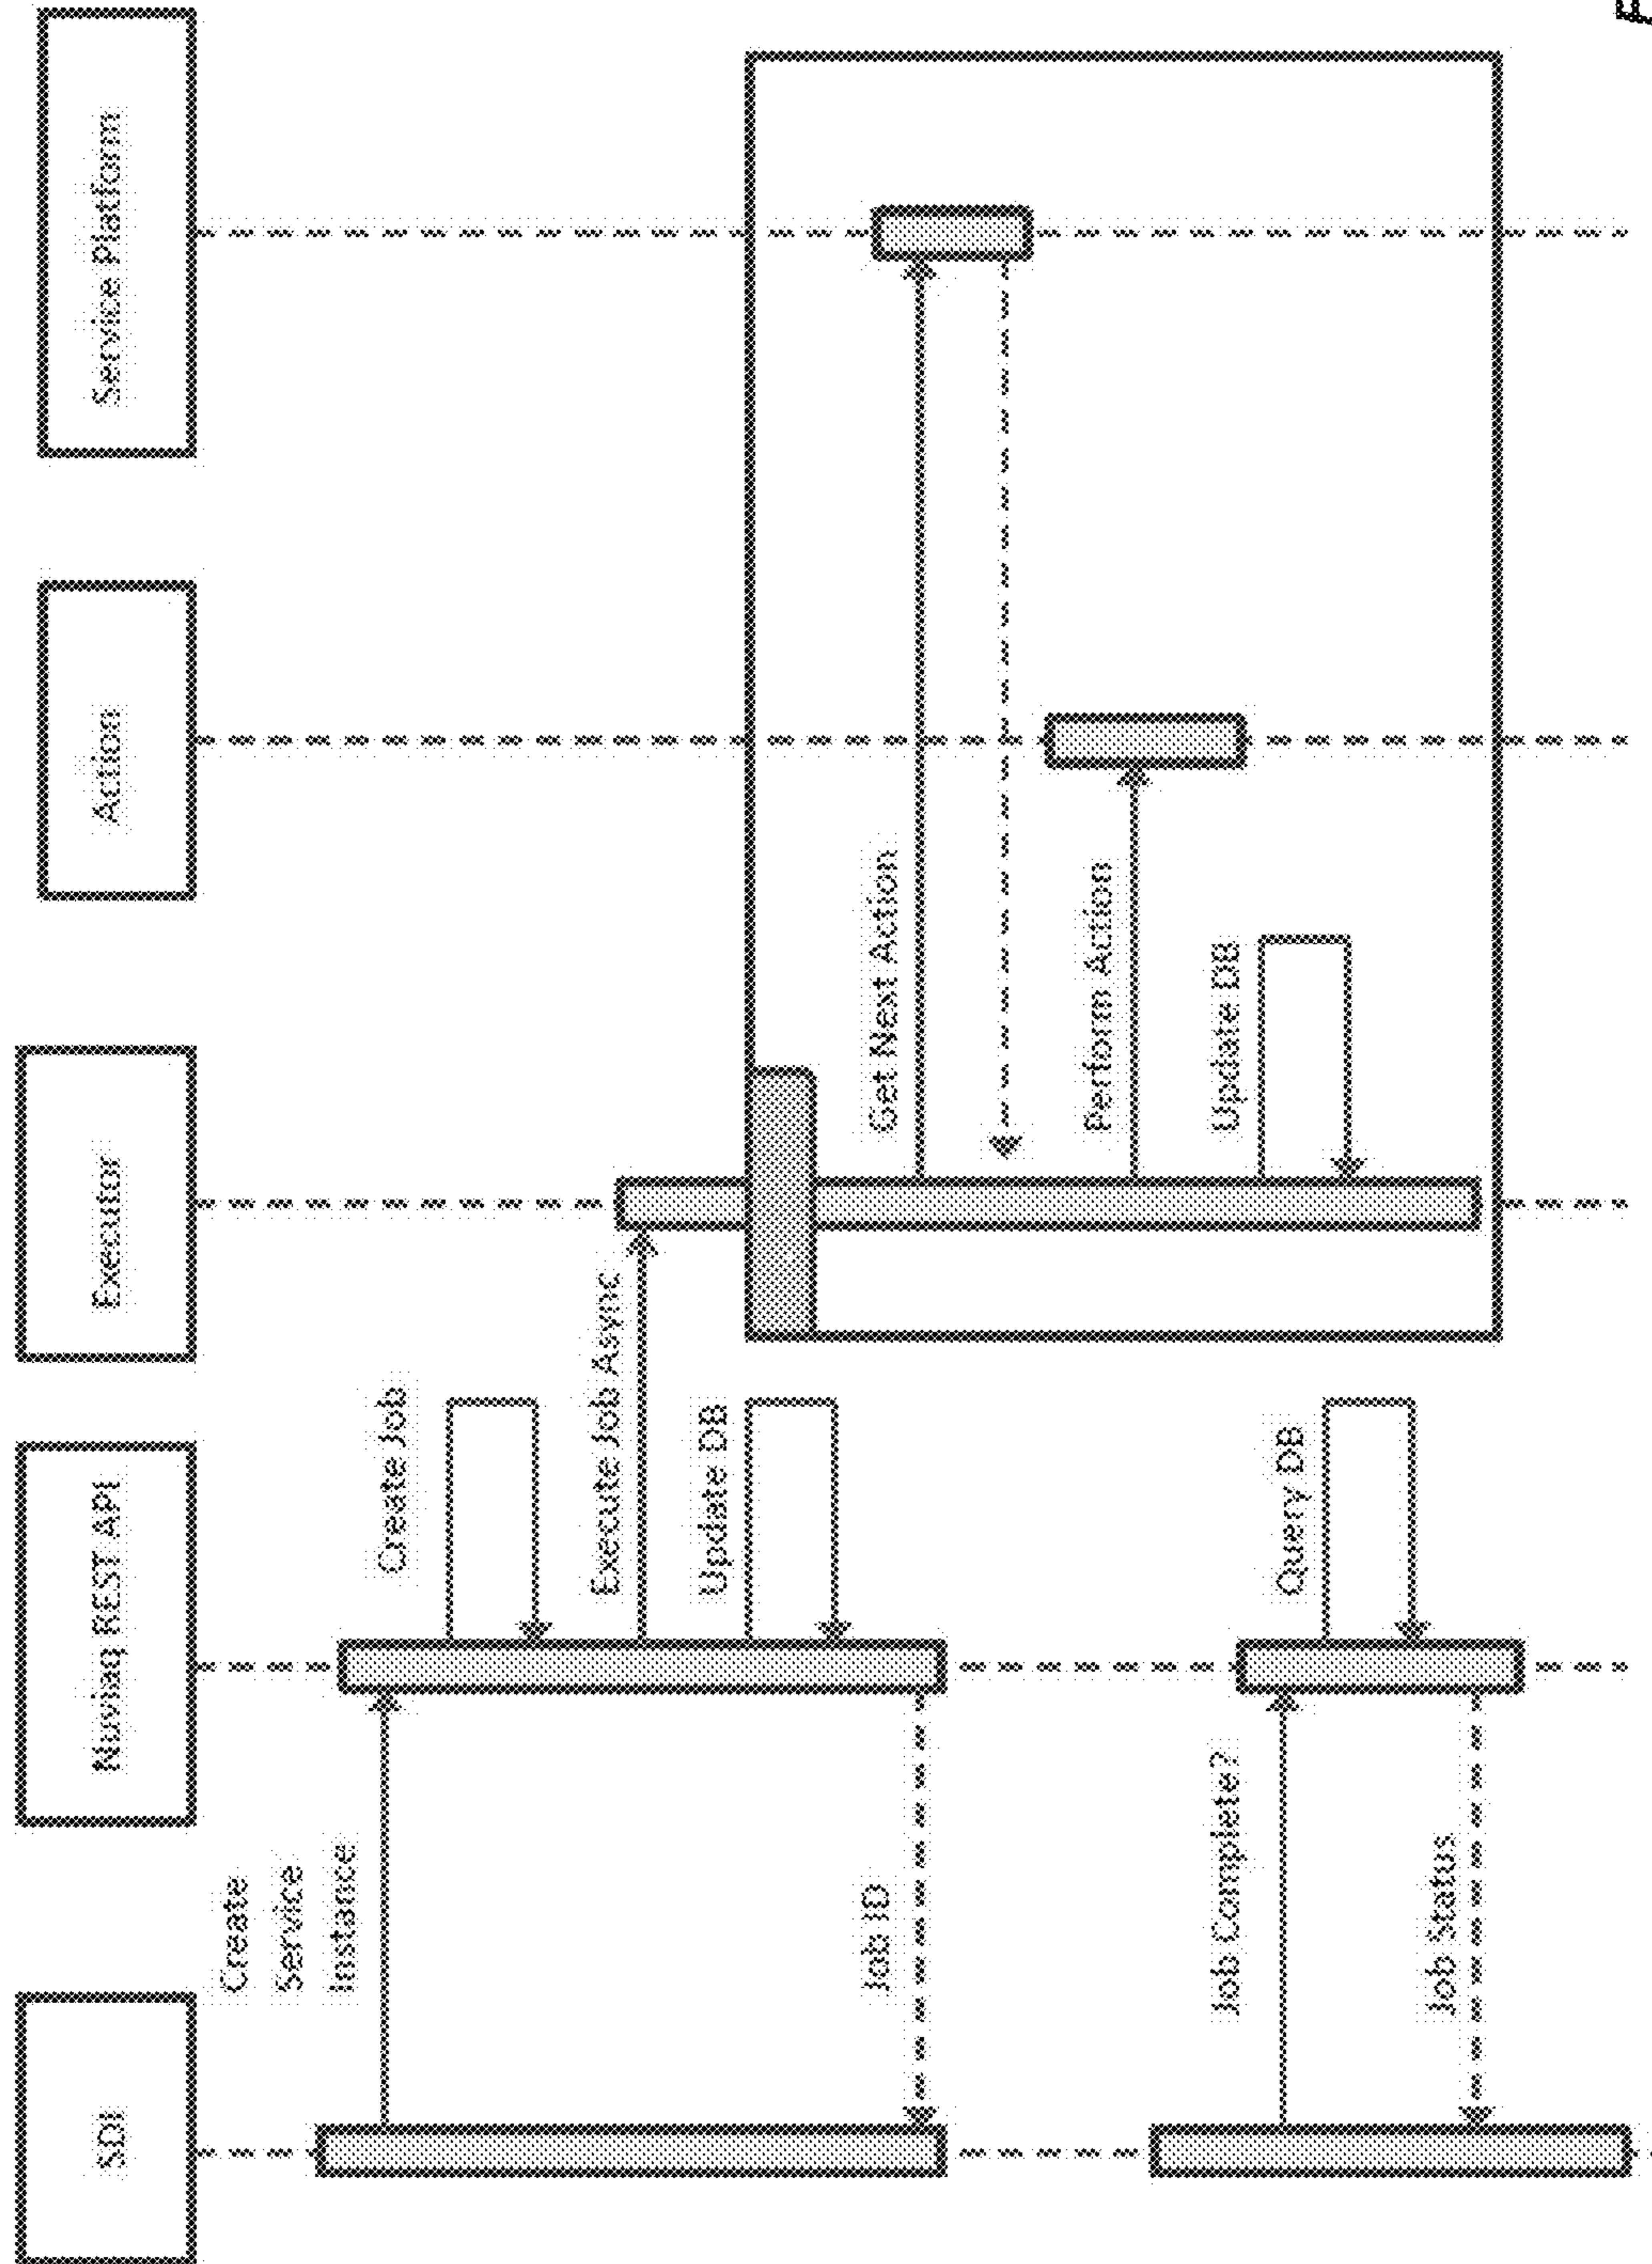 SDI
Nuviaq REST API
Executor
Action
Service Platform
Create
Service
Instance
Create Job
Execute Job Async
Update DB
Job ID
Get Next Action
Perform Action
Update DB
Job Complete?
Query DB
Job Status